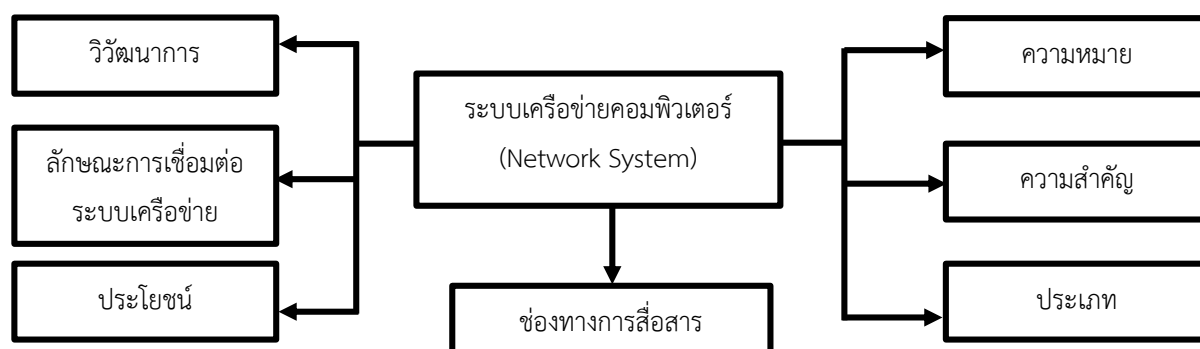 วิวัฒนาการ
ลักษณะการเชื่อมต่อ
ระบบเครือข่าย
ประโยชน์
ระบบเครือข่ายคอมพิวเตอร์
(Network System)
ช่องทางการสื่อสาร
ความหมาย
ความสำคัญ
ประเภท